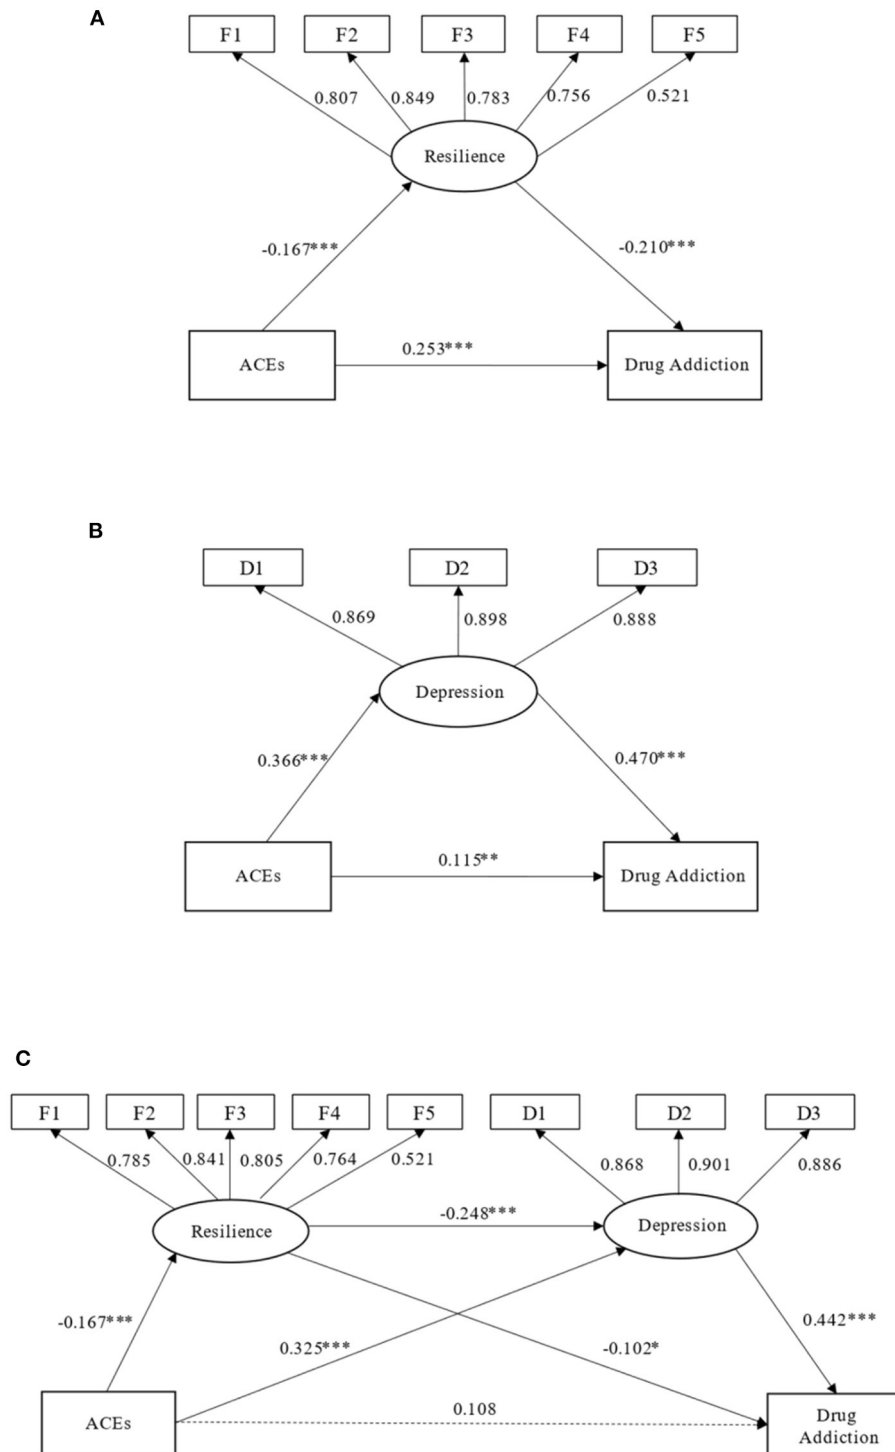 A
F1 F2 F3 F4 F5
0.807 0.849 0.783 0.756 0.521
Resilience
-0.167*** -0.210***
0.253***
ACEs Drug Addiction
B
D1 D2 D3
0.869 0.898 0.888
Depression
0.366*** 0.470***
0.115**
ACEs Drug Addiction
C
F1 F2 F3 F4 F5 D1 D2 D3
0.785 0.841 0.805 0.764 0.521 0.868 0.901 0.886
-0.248***
Resilience Depression
-0.167*** 0.325*** -0.102* 0.442***
0.108
ACEs Drug
Addiction